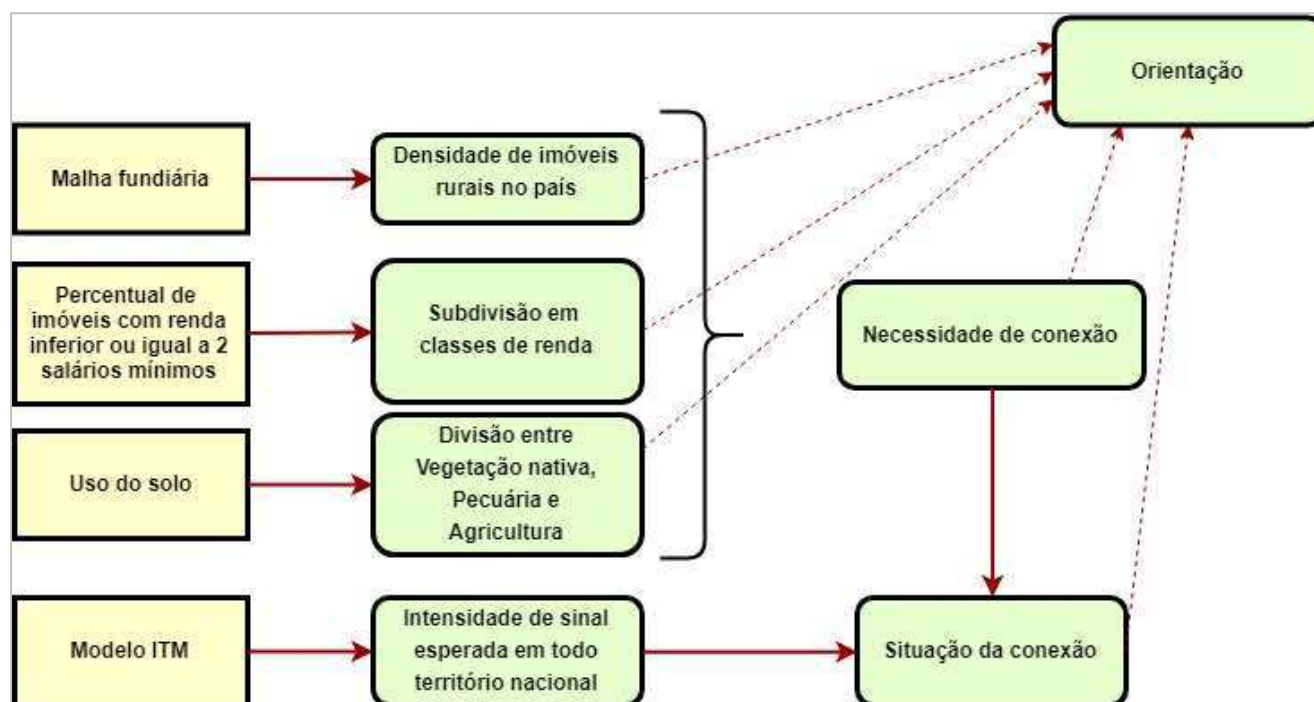 Orientação
Malha fundiária
Densidade de imóveis
rurais no país
Percentual de
imóveis com renda
inferior ou igual a 2
salários mínimos
Subdivisão em
classes de renda
Necessidade de conexão
Uso do solo
Divisão entre
Vegetação nativa,
Pecuária e
Agricultura
Modelo ITM
Intensidade de sinal
esperada em todo
território nacional
Situação da conexão